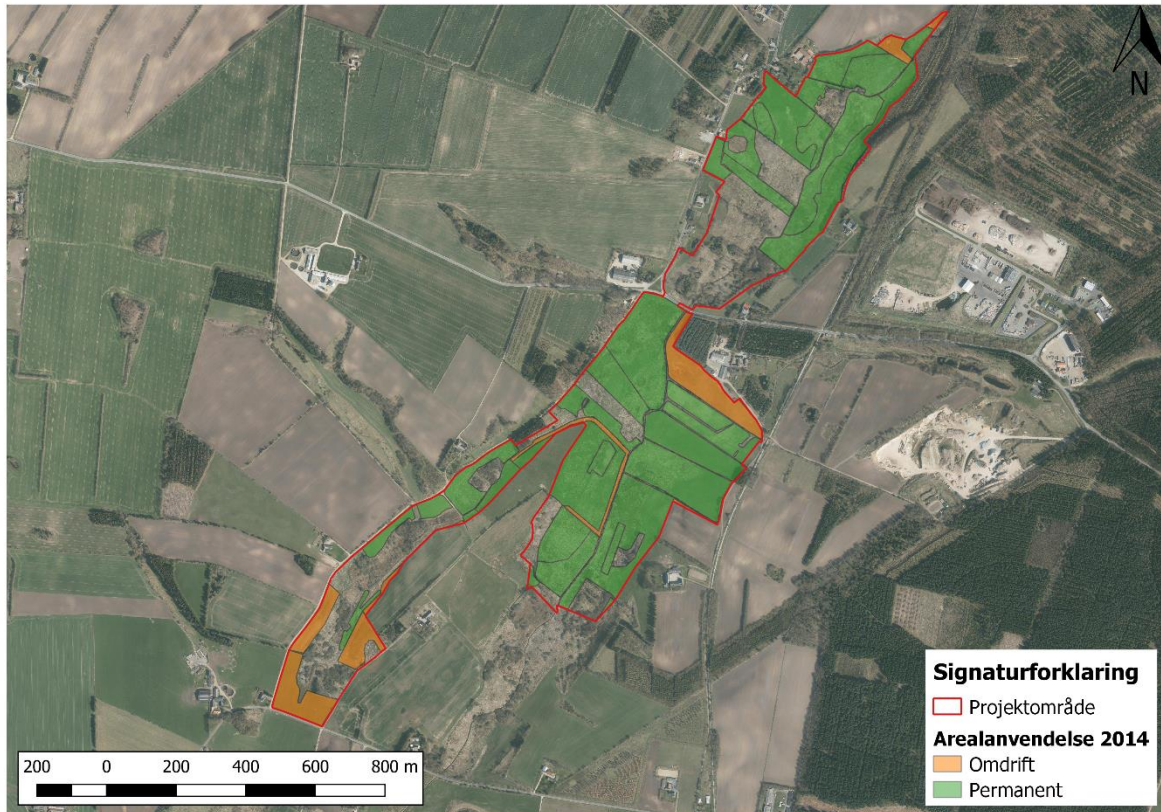 N
Signaturforklaring
Projektområde
Arealanvendelse 2014
Omdrift
Permanent
200 0 200 400 600 800 m